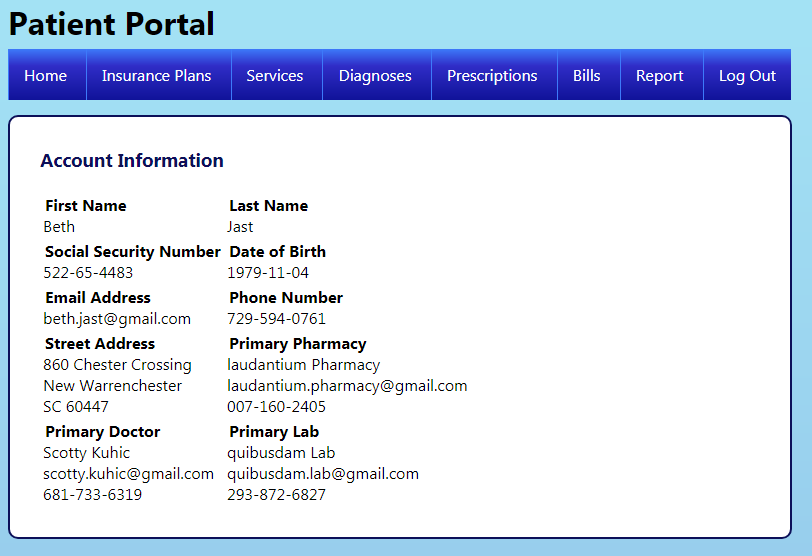 Patient Portal
Home Insurance Plans Services Diagnoses Prescriptions Bills Report Log Out
Account Information
First Name Last Name
Beth Jast
Social Security Number Date of Birth
522-65-4483 1979-11-04
Email Address Phone Number
beth.jast@gmail.com 729-594-0761
Street Address Primary Pharmacy
860 Chester Crossing laudantium Pharmacy
New Warrenchester laudantium.pharmacy@gmail.com
SC 60447 007-160-2405
Primary Doctor Primary Lab
Scotty Kuhic quibusdam Lab
scotty.kuhic@gmail.com quibusdam.lab@gmail.com
681-733-6319 293-872-6827